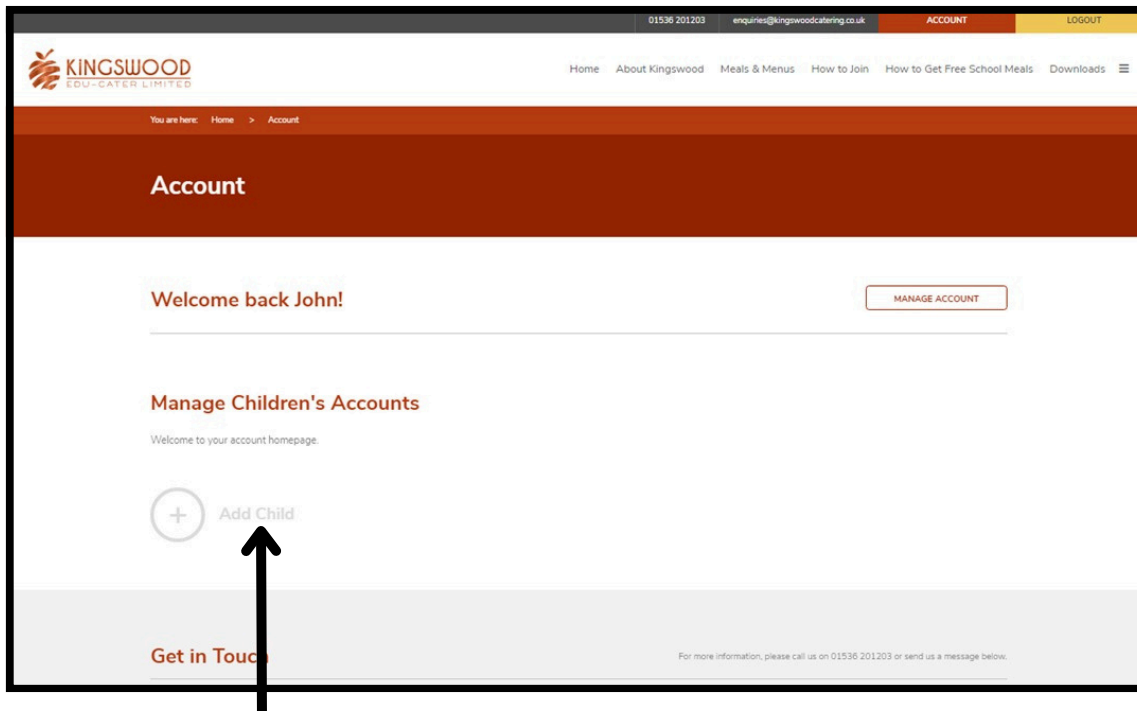 01536 201203 enquiries@kingswoodcatering.co.uk ACCOUNT LOGOUT
KINGSWOOD
EDU-CATER LIMITED
Home About Kingswood Meals & Menus How to Join How to Get Free School Meals Downloads
You are here: Home > Account
Account
Welcome back John!
MANAGE ACCOUNT
Manage Children's Accounts
Welcome to your account homepage.
+ Add Child
Get in Touch
For more information, please call us on 01536 201203 or send us a message below.